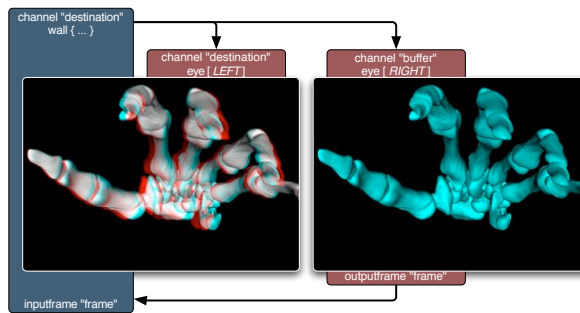 channel "destination"
wall { ... }
channel "destination"
eye [ LEFT ]
channel "buffer"
eye [ RIGHT ]
outputframe "frame"
inputframe "frame"